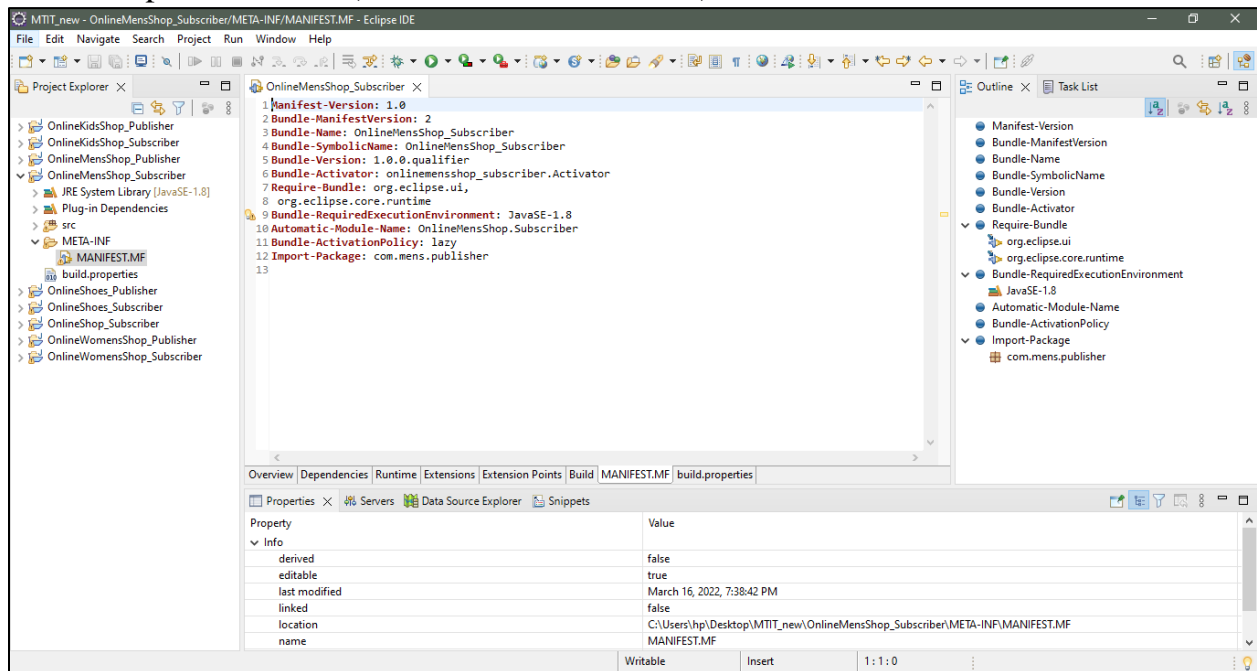 MTIT_new - OnlineMensShop_Subscriber/META-INF/MANIFEST.MF - Eclipse IDE
File Edit Navigate Search Project Run Window Help
Project Explorer
OnlineKidsShop_Publisher
OnlineKidsShop_Subscriber
OnlineMensShop_Publisher
OnlineMensShop_Subscriber
JRE System Library [JavaSE-1.8]
Plug-in Dependencies
src
META-INF
MANIFEST.MF
build.properties
OnlineShoes_Publisher
OnlineShoes_Subscriber
OnlineShop_Subscriber
OnlineWomensShop_Publisher
OnlineWomensShop_Subscriber
OnlineMensShop_Subscriber
1 Manifest-Version: 1.0
2 Bundle-ManifestVersion: 2
3 Bundle-Name: OnlineMensShop_Subscriber
4 Bundle-SymbolicName: OnlineMensShop_Subscriber
5 Bundle-Version: 1.0.0.qualifier
6 Bundle-Activator: onlinemensshop_subscriber.Activator
7 Require-Bundle: org.eclipse.ui,
8 org.eclipse.core.runtime
9 Bundle-RequiredExecutionEnvironment: JavaSE-1.8
10 Automatic-Module-Name: OnlineMensShop.Subscriber
11 Bundle-ActivationPolicy: lazy
12 Import-Package: com.mens.publisher
13
Overview Dependencies Runtime Extensions Extension Points Build MANIFEST.MF build.properties
Outline Task List
Manifest-Version
Bundle-ManifestVersion
Bundle-Name
Bundle-SymbolicName
Bundle-Version
Bundle-Activator
Require-Bundle
org.eclipse.ui
org.eclipse.core.runtime
Bundle-RequiredExecutionEnvironment
JavaSE-1.8
Automatic-Module-Name
Bundle-ActivationPolicy
Import-Package
com.mens.publisher
Properties Servers Data Source Explorer Snippets
Property Value
Info
derived false
editable true
last modified March 16, 2022, 7:38:42 PM
linked false
location C:\Users\hp\Desktop\MTIT_new\OnlineMensShop_Subscriber\META-INF\MANIFEST.MF
name MANIFEST.MF
Writable Insert 1:1:0